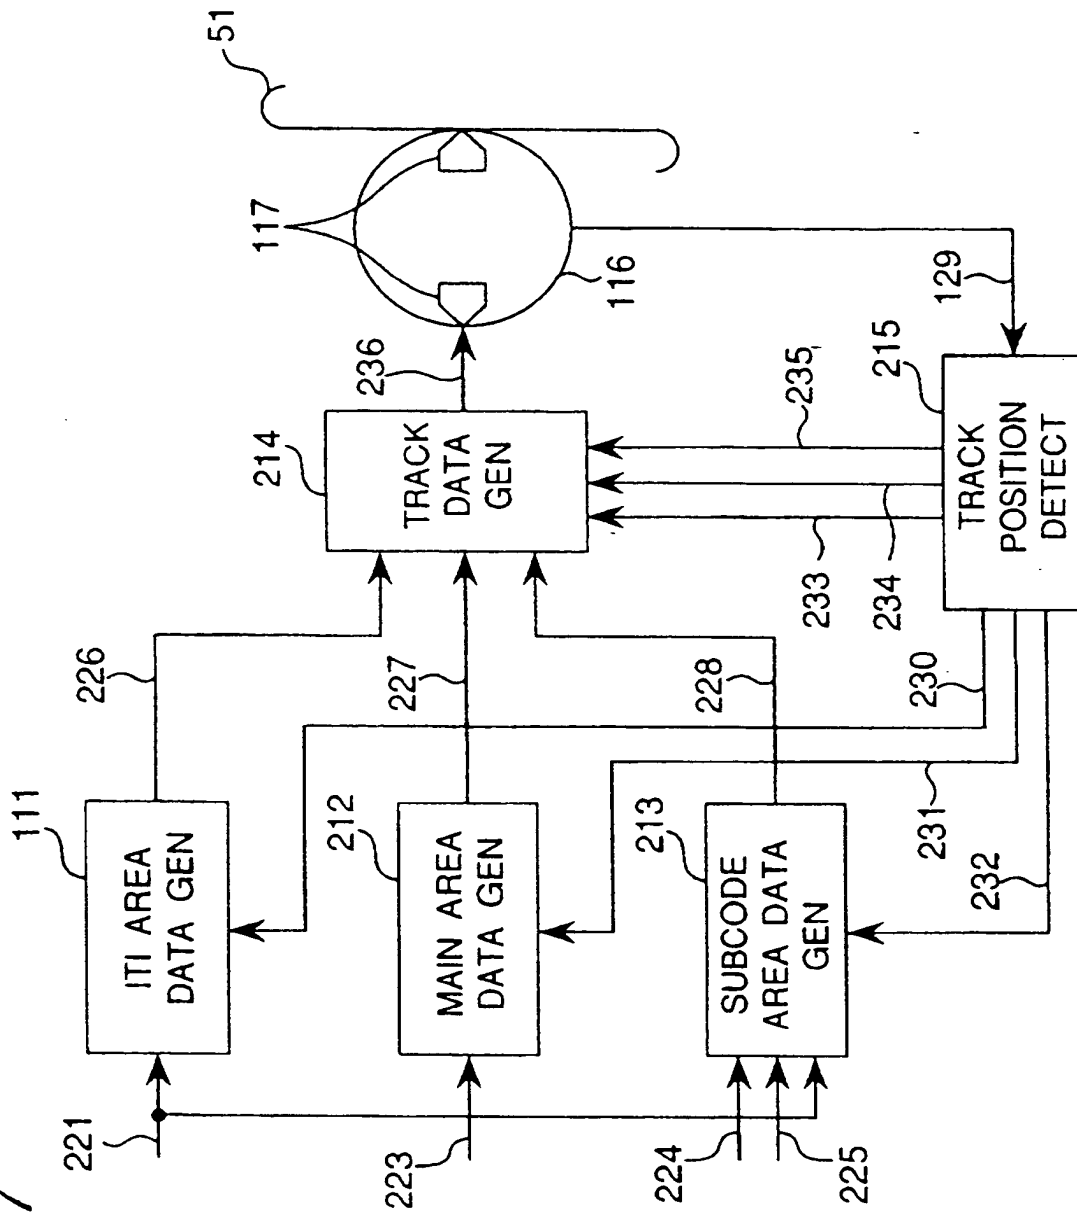 51
117
116
129
236
214
TRACK
DATA
GEN
235
215
TRACK
POSITION
DETECT
233
234
226
227
228
230
231
232
111
ITI AREA
DATA GEN
212
MAIN AREA
DATA GEN
213
SUBCODE
AREA DATA
GEN
221
223
224
225